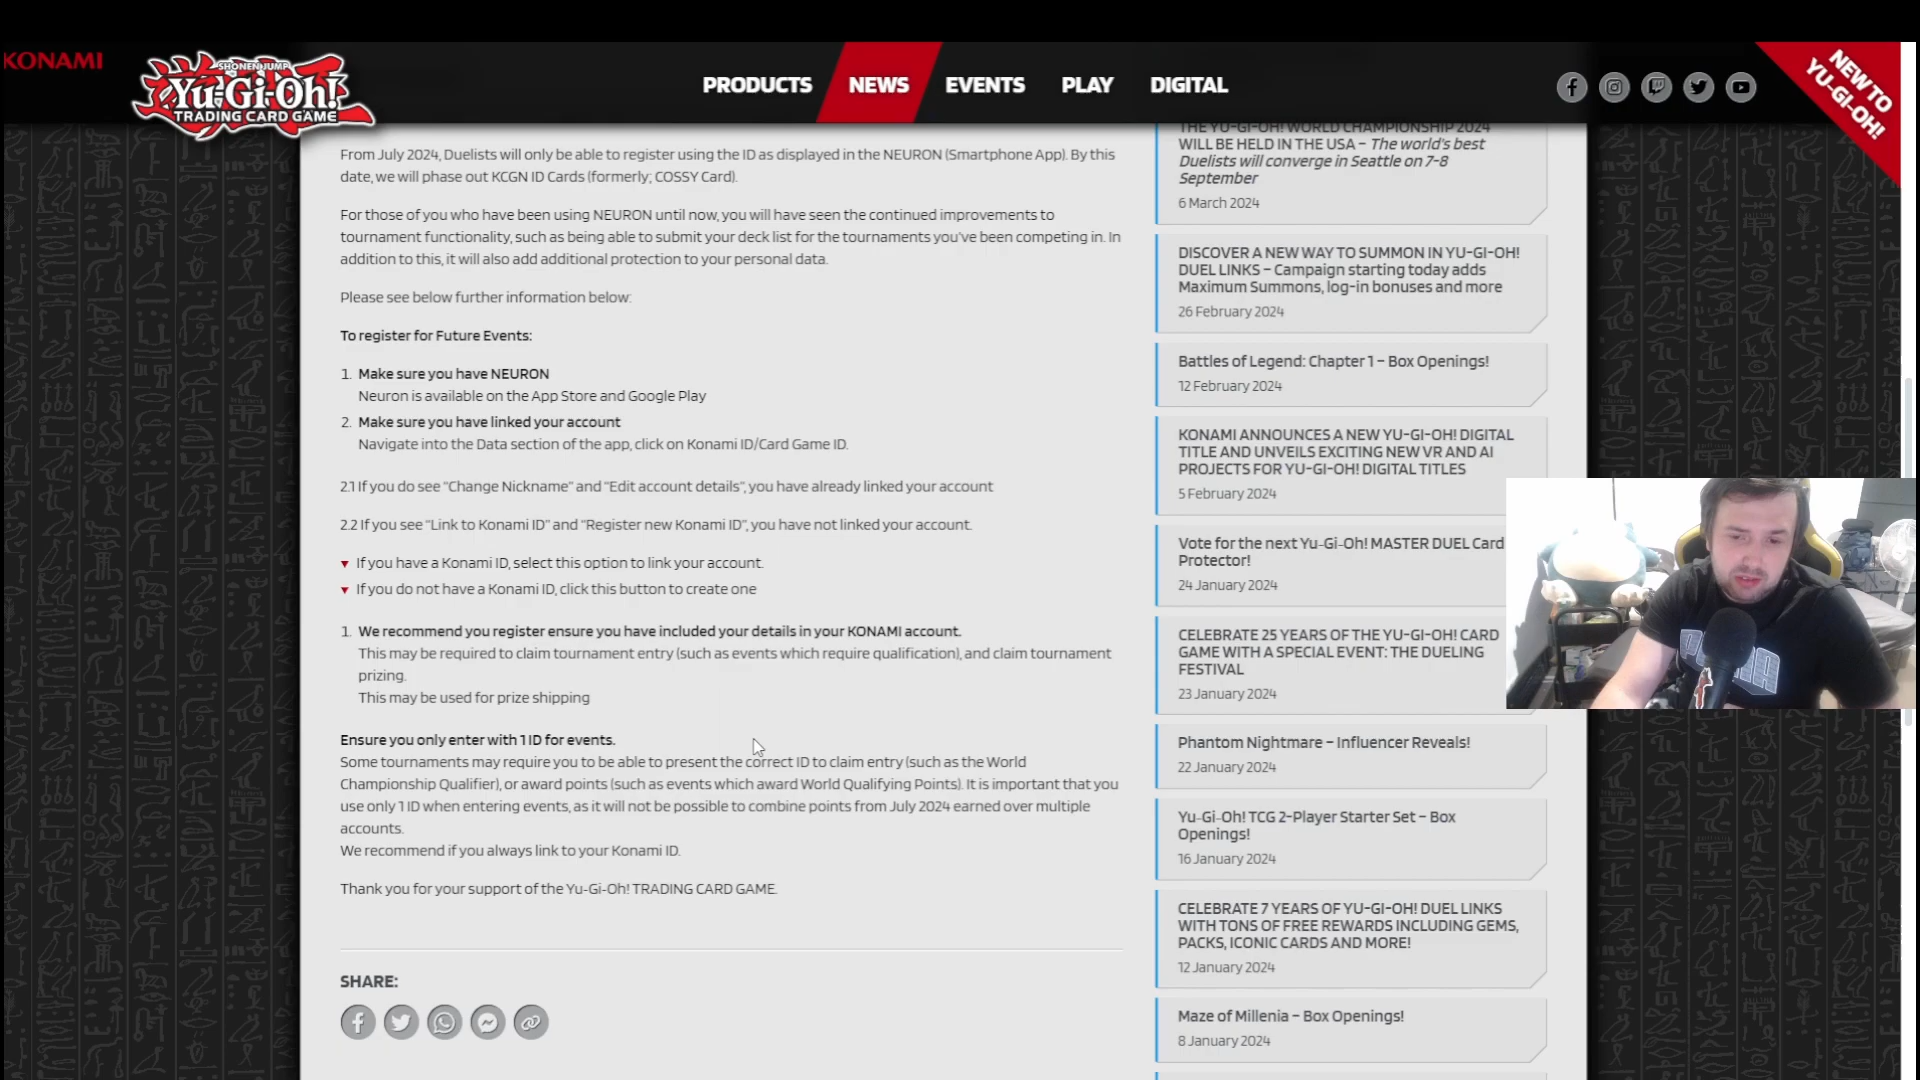 KONAMI
SHONEN JUMP
Yu-Gi-Oh!
TRADING CARD GAME
PRODUCTS
NEWS
EVENTS
PLAY
DIGITAL
NEW TO
YU-GI-OH!
From July 2024, Duelists will only be able to register using the ID as displayed in the NEURON (Smartphone App). By this
date, we will phase out KCGN ID Cards (formerly; COSSY Card).
For those of you who have been using NEURON until now, you will have seen the continued improvements to
tournament functionality, such as being able to submit your deck list for the tournaments you've been competing in. In
addition to this, it will also add additional protection to your personal data.
Please see below further information below:
To register for Future Events:
1. Make sure you have NEURON
Neuron is available on the App Store and Google Play
2. Make sure you have linked your account
Navigate into the Data section of the app, click on Konami ID/Card Game ID.
2.1 If you do see "Change Nickname" and "Edit account details", you have already linked your account
2.2 If you see "Link to Konami ID" and "Register new Konami ID", you have not linked your account.
If you have a Konami ID, select this option to link your account.
If you do not have a Konami ID, click this button to create one
1. We recommend you register ensure you have included your details in your KONAMI account.
This may be required to claim tournament entry (such as events which require qualification), and claim tournament
prizing.
This may be used for prize shipping
Ensure you only enter with 1 ID for events.
Some tournaments may require you to be able to present the correct ID to claim entry (such as the World
Championship Qualifier), or award points (such as events which award World Qualifying Points). It is important that you
use only 1 ID when entering events, as it will not be possible to combine points from July 2024 earned over multiple
accounts.
We recommend if you always link to your Konami ID.
Thank you for your support of the Yu-Gi-Oh! TRADING CARD GAME.
SHARE:
THE YU-GI-OH! WORLD CHAMPIONSHIP 2024
WILL BE HELD IN THE USA – The world's best
Duelists will converge in Seattle on 7-8
September
6 March 2024
DISCOVER A NEW WAY TO SUMMON IN YU-GI-OH!
DUEL LINKS – Campaign starting today adds
Maximum Summons, log-in bonuses and more
26 February 2024
Battles of Legend: Chapter 1 – Box Openings!
12 February 2024
KONAMI ANNOUNCES A NEW YU-GI-OH! DIGITAL
TITLE AND UNVEILS EXCITING NEW VR AND AI
PROJECTS FOR YU-GI-OH! DIGITAL TITLES
5 February 2024
Vote for the next Yu-Gi-Oh! MASTER DUEL Card
Protector!
24 January 2024
CELEBRATE 25 YEARS OF THE YU-GI-OH! CARD
GAME WITH A SPECIAL EVENT: THE DUELING
FESTIVAL
23 January 2024
Phantom Nightmare – Influencer Reveals!
22 January 2024
Yu-Gi-Oh! TCG 2-Player Starter Set – Box
Openings!
16 January 2024
CELEBRATE 7 YEARS OF YU-GI-OH! DUEL LINKS
WITH TONS OF FREE REWARDS INCLUDING GEMS,
PACKS, ICONIC CARDS AND MORE!
12 January 2024
Maze of Millenia – Box Openings!
8 January 2024